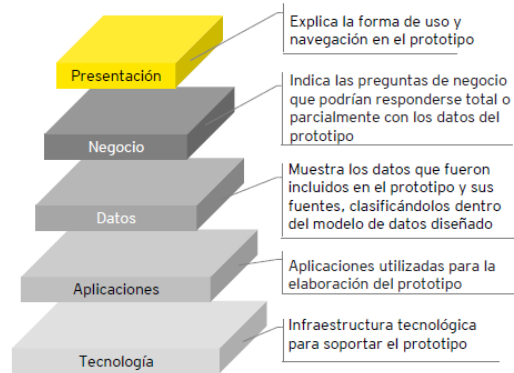 Explica la forma de uso y
navegación en el prototipo
Presentación
Indica las preguntas de negocio
que podrían responderse total o
parcialmente con los datos del
prototipo
Negocio
Muestra los datos que fueron
incluidos en el prototipo y sus
fuentes, clasificándolos dentro
del modelo de datos diseñado
Datos
Aplicaciones utilizadas para la
elaboración del prototipo
Aplicaciones
Infraestructura tecnológica
para soportar el prototipo
Tecnología